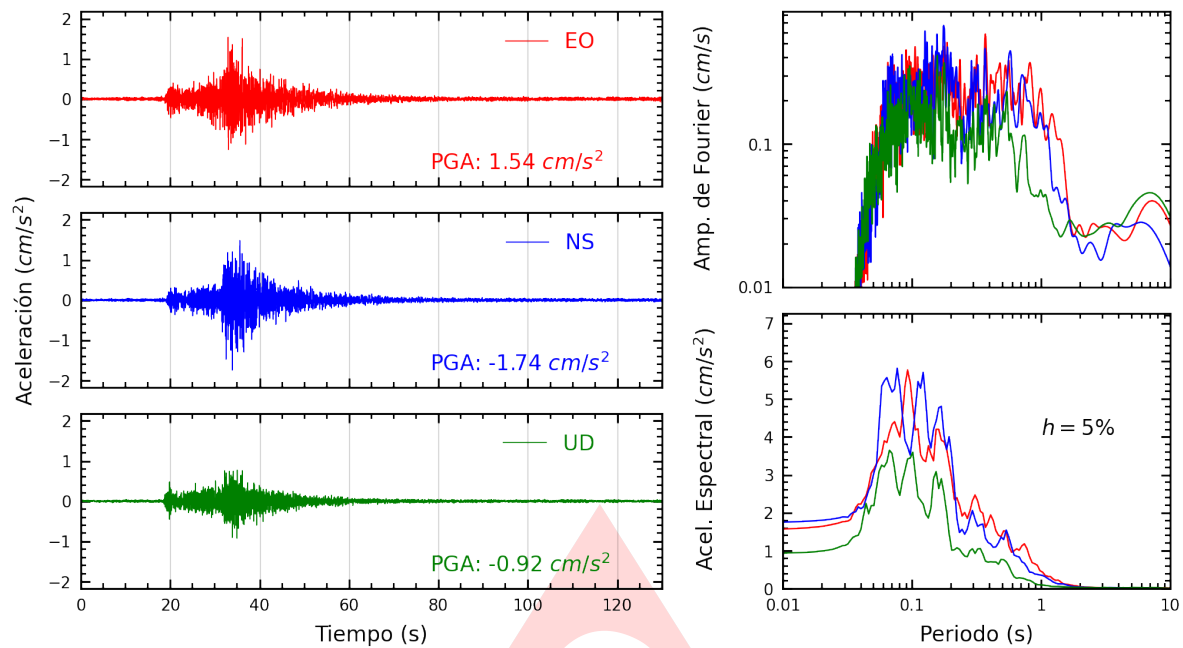 Aceleración (cm/s²)
2
1
0
−1
−2
EO
PGA: 1.54 cm/s²
2
1
0
−1
−2
NS
PGA: -1.74 cm/s²
2
1
0
−1
−2
UD
PGA: -0.92 cm/s²
0 20 40 60 80 100 120
Tiempo (s)
Amp. de Fourier (cm/s)
0.1
0.01
Acel. Espectral (cm/s²)
7
6
5
4
3
2
1
0
h = 5%
0.01 0.1 1 10
Periodo (s)